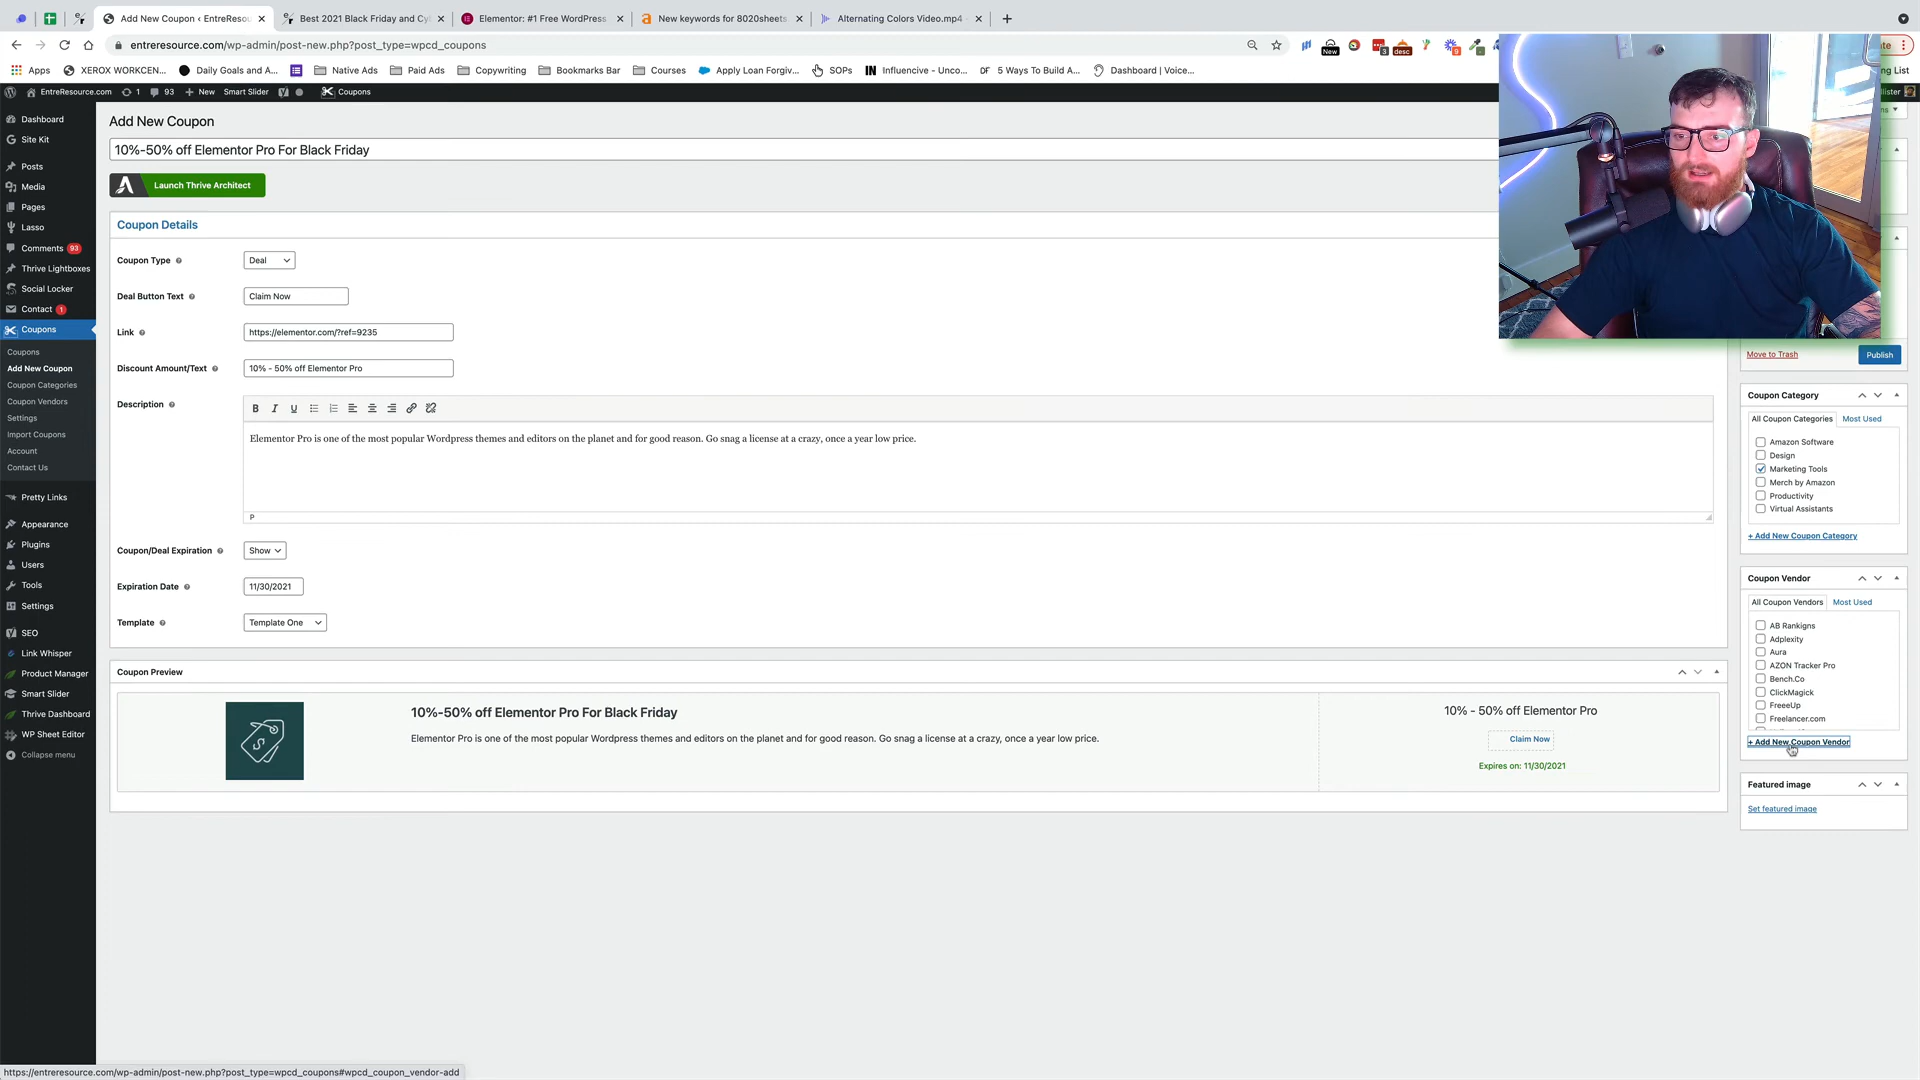 Add New Coupon ‹ EntreResou
Best 2021 Black Friday and Cy
Elementor: #1 Free WordPress
New keywords for 8020sheets.
Alternating Colors Video.mp4
entreresource.com/wp-admin/post-new.php?post_type=wpcd_coupons
Apps
XEROX WORKCEN...
Daily Goals and A...
Native Ads
Paid Ads
Copywriting
Bookmarks Bar
Courses
Apply Loan Forgiv...
SOPs
Influencive - Unco...
5 Ways To Build A...
Dashboard | Voice...
EntreResource.com
1
93
New
Smart Slider
Coupons
Dashboard
Site Kit
Posts
Media
Pages
Lasso
Comments 93
Thrive Lightboxes
Social Locker
Contact 1
Coupons
Coupons
Add New Coupon
Coupon Categories
Coupon Vendors
Settings
Import Coupons
Account
Contact Us
Pretty Links
Appearance
Plugins
Users
Tools
Settings
SEO
Link Whisper
Product Manager
Smart Slider
Thrive Dashboard
WP Sheet Editor
Collapse menu
Add New Coupon
10%-50% off Elementor Pro For Black Friday
Launch Thrive Architect
Coupon Details
Coupon Type
Deal
Deal Button Text
Claim Now
Link
https://elementor.com/?ref=9235
Discount Amount/Text
10% - 50% off Elementor Pro
Description
B I U
Elementor Pro is one of the most popular Wordpress themes and editors on the planet and for good reason. Go snag a license at a crazy, once a year low price.
P
Coupon/Deal Expiration
Show
Expiration Date
11/30/2021
Template
Template One
Coupon Preview
10%-50% off Elementor Pro For Black Friday
Elementor Pro is one of the most popular Wordpress themes and editors on the planet and for good reason. Go snag a license at a crazy, once a year low price.
10% - 50% off Elementor Pro
Claim Now
Expires on: 11/30/2021
Move to Trash
Publish
Coupon Category
All Coupon Categories
Most Used
Amazon Software
Design
Marketing Tools
Merch by Amazon
Productivity
Virtual Assistants
+ Add New Coupon Category
Coupon Vendor
All Coupon Vendors
Most Used
AB Rankigns
Adplexity
Aura
AZON Tracker Pro
Bench.Co
ClickMagick
FreeeUp
Freelancer.com
+ Add New Coupon Vendor
Featured image
Set featured image
https://entreresource.com/wp-admin/post-new.php?post_type=wpcd_coupons#wpcd_coupon_vendor-add